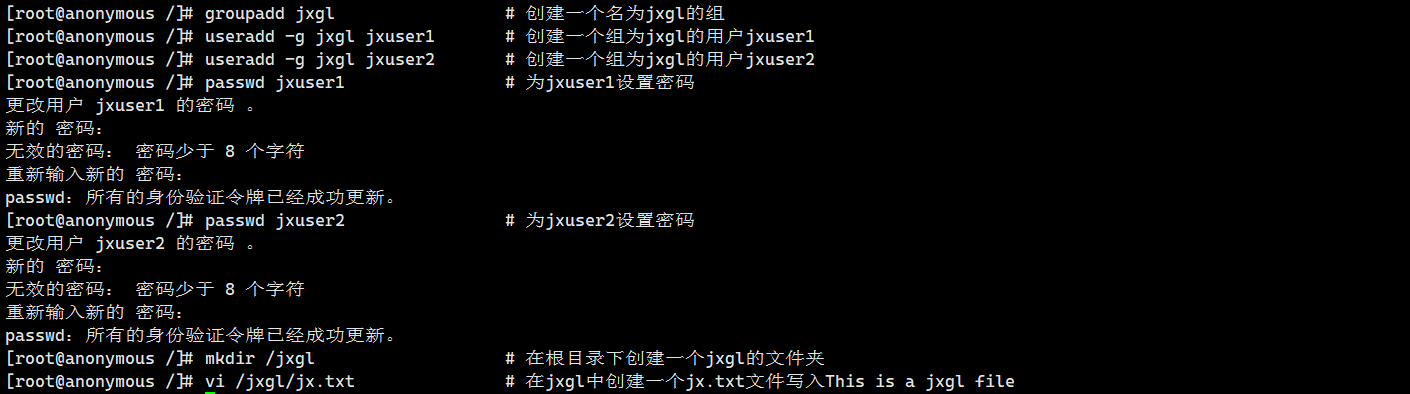 [root@anonymous /]# groupadd jxgl # 创建一个名为jxgl的组
[root@anonymous /]# useradd -g jxgl jxuser1 # 创建一个组为jxgl的用户jxuser1
[root@anonymous /]# useradd -g jxgl jxuser2 # 创建一个组为jxgl的用户jxuser2
[root@anonymous /]# passwd jxuser1 # 为jxuser1设置密码
更改用户 jxuser1 的密码 。
新的 密码：
无效的密码： 密码少于 8 个字符
重新输入新的 密码：
passwd：所有的身份验证令牌已经成功更新。
[root@anonymous /]# passwd jxuser2 # 为jxuser2设置密码
更改用户 jxuser2 的密码 。
新的 密码：
无效的密码： 密码少于 8 个字符
重新输入新的 密码：
passwd：所有的身份验证令牌已经成功更新。
[root@anonymous /]# mkdir /jxgl # 在根目录下创建一个jxgl的文件夹
[root@anonymous /]# vi /jxgl/jx.txt # 在jxgl中创建一个jx.txt文件写入This is a jxgl file